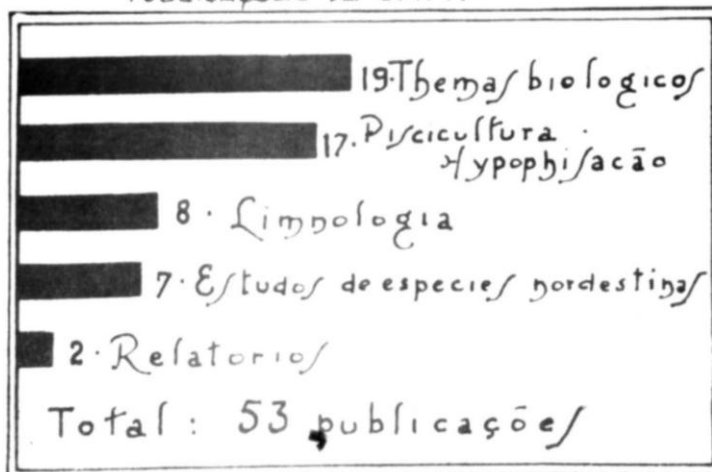 19. Themas biologicos
17. Piscicultura .
Hypophisacão
8 . Limnologia
7 . Estudos de especies nordestinas
2 . Relatorios
Total : 53 publicações